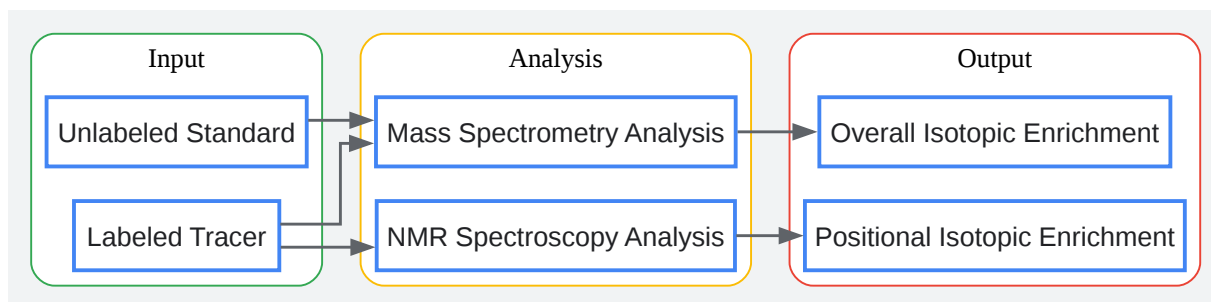 Input
Analysis
Output
Unlabeled Standard
Mass Spectrometry Analysis
Overall Isotopic Enrichment
Labeled Tracer
NMR Spectroscopy Analysis
Positional Isotopic Enrichment